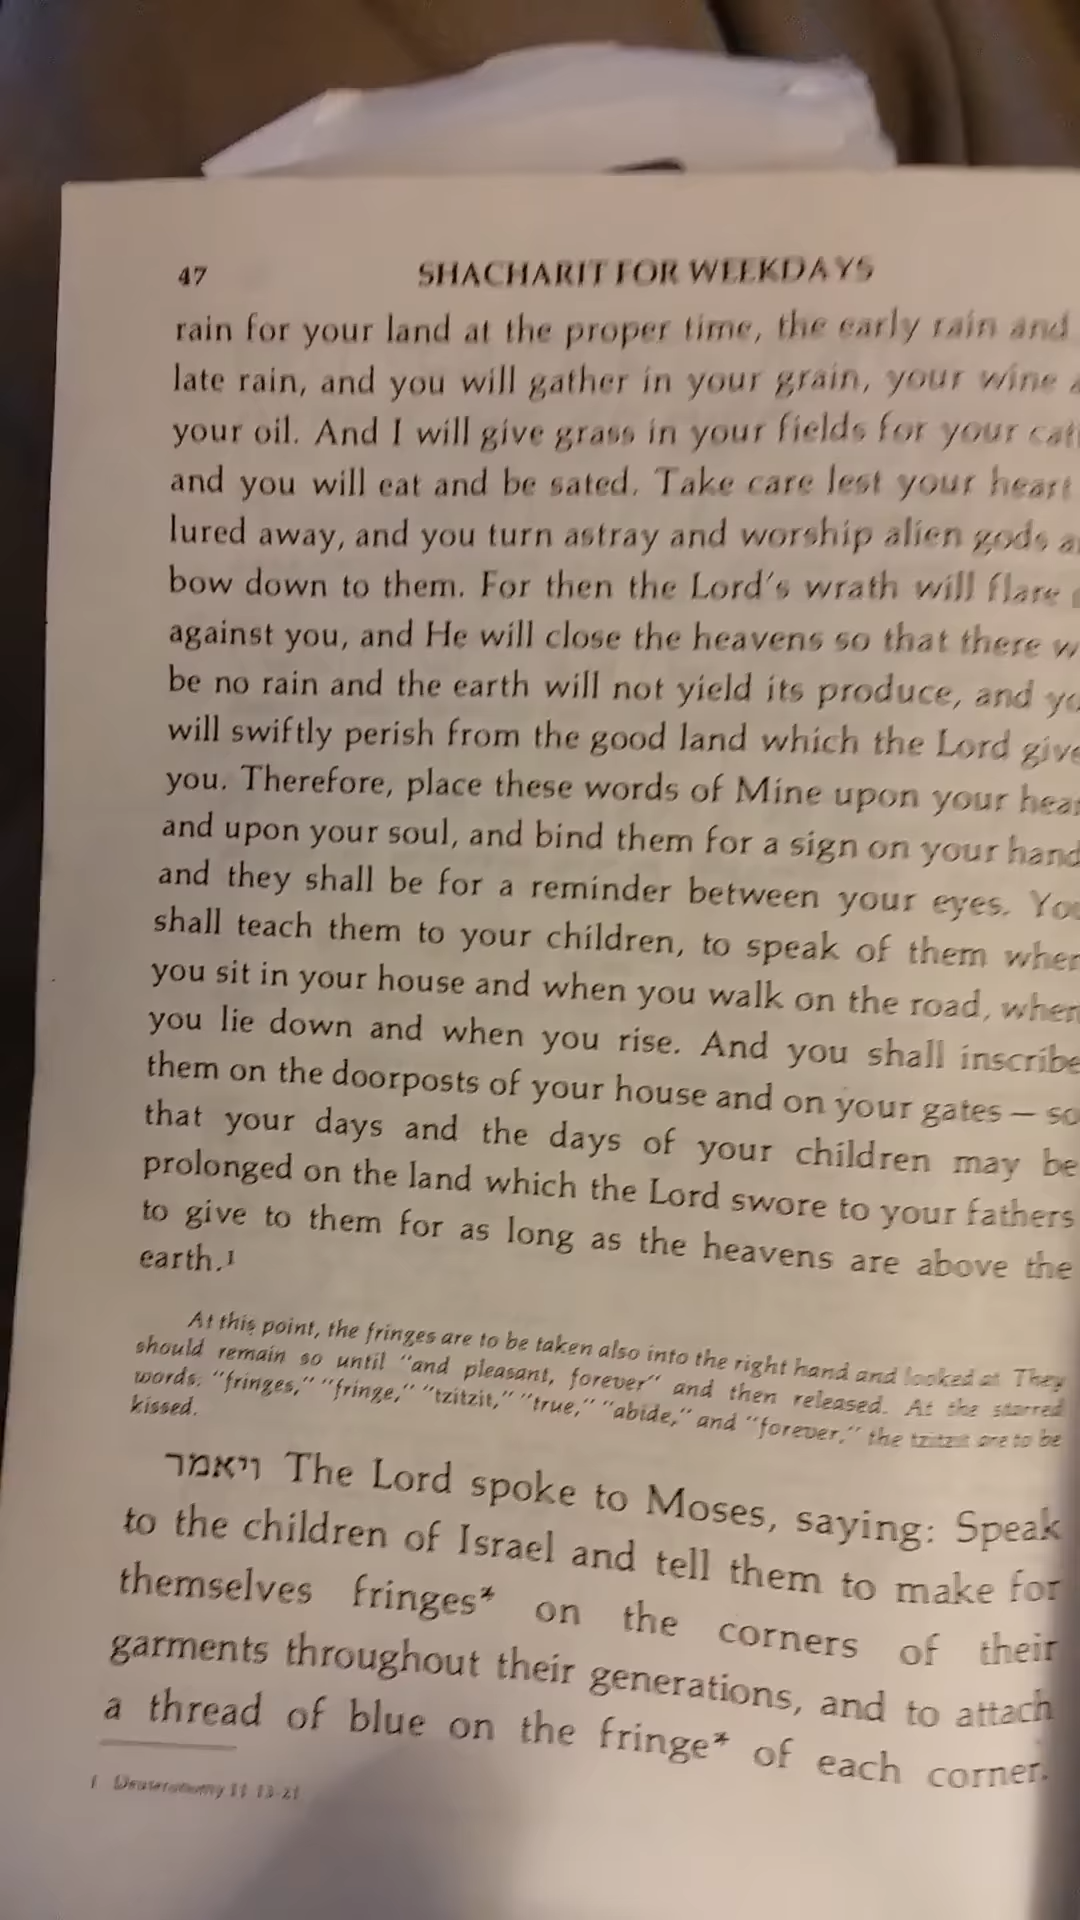 47 SHACHARIT FOR WEEKDAYS
rain for your land at the proper time, the early rain and
late rain, and you will gather in your grain, your wine
your oil. And I will give grass in your fields for your
and you will eat and be sated. Take care lest your heart
lured away, and you turn astray and worship alien gods
bow down to them. For then the Lord's wrath will flare
against you, and He will close the heavens so that there
be no rain and the earth will not yield its produce, and
will swiftly perish from the good land which the Lord
you. Therefore, place these words of Mine upon your
and upon your soul, and bind them for a sign on your hand
and they shall be for a reminder between your eyes. You
shall teach them to your children, to speak of them when
you sit in your house and when you walk on the road, when
you lie down and when you rise. And you shall inscribe
them on the doorposts of your house and on your gates — so
that your days and the days of your children may be
prolonged on the land which the Lord swore to your fathers
to give to them for as long as the heavens are above the
earth.¹
At this point, the fringes are to be taken also into the right hand and looked at. They
should remain so until "and pleasant, forever" and then released. At the starred
words: "fringes," "fringe," "tzitzit," "true," "abide," and "forever," the tzitzit are to be
kissed.
ויאמר The Lord spoke to Moses, saying: Speak
to the children of Israel and tell them to make for
themselves fringes* on the corners of their
garments throughout their generations, and to attach
a thread of blue on the fringe* of each corner.
1 Deuteronomy 11:13-21